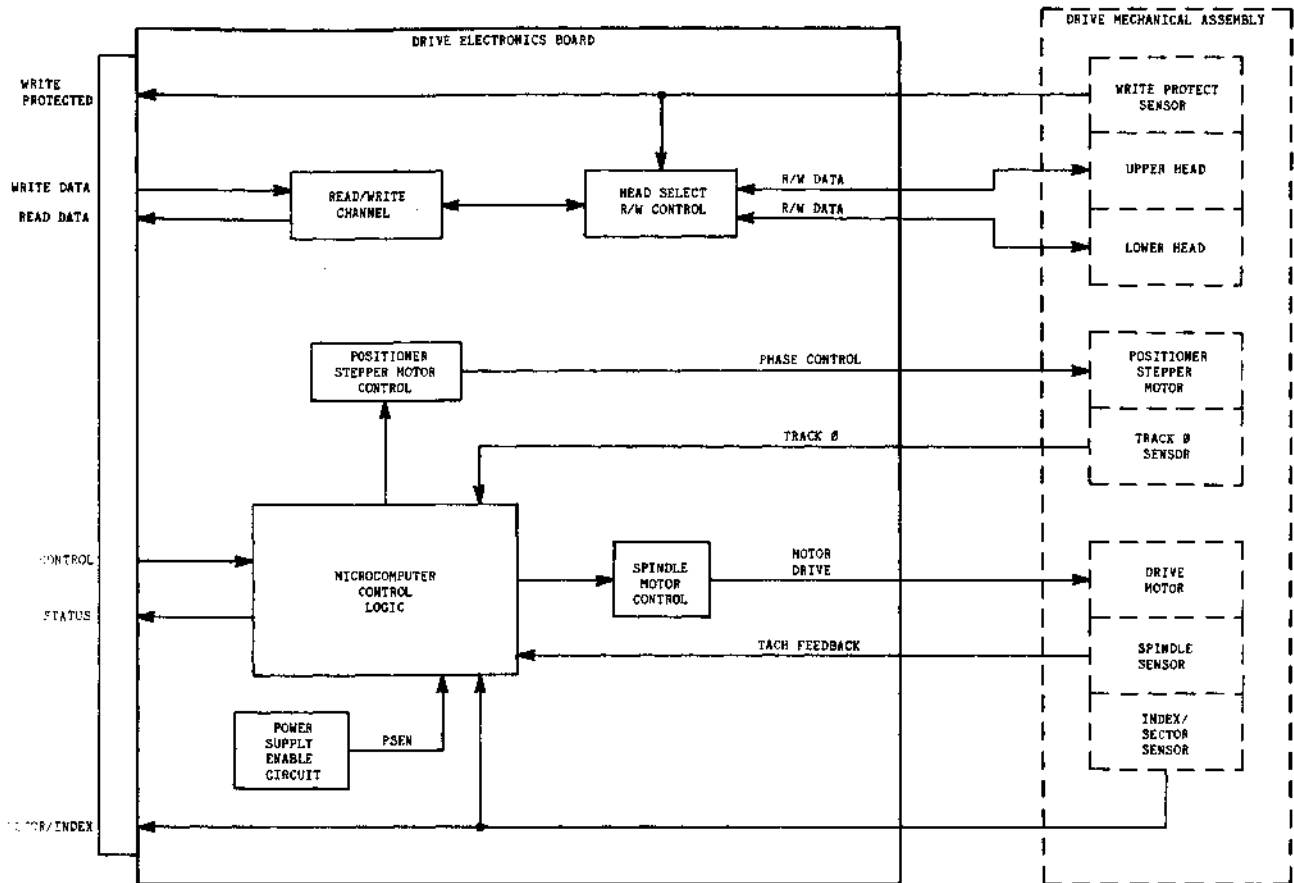 DRIVE ELECTRONICS BOARD
DRIVE MECHANICAL ASSEMBLY
WRITE
PROTECTED
WRITE PROTECT
SENSOR
WRITE DATA
READ DATA
READ/WRITE
CHANNEL
HEAD SELECT
R/W CONTROL
R/W DATA
R/W DATA
UPPER HEAD
LOWER HEAD
POSITIONER
STEPPER MOTOR
CONTROL
PHASE CONTROL
POSITIONER
STEPPER
MOTOR
TRACK Ø
TRACK Ø
SENSOR
CONTROL
STATUS
MICROCOMPUTER
CONTROL
LOGIC
SPINDLE
MOTOR
CONTROL
MOTOR
DRIVE
DRIVE
MOTOR
TACH FEEDBACK
SPINDLE
SENSOR
POWER
SUPPLY
ENABLE
CIRCUIT
PSEN
INDEX/
SECTOR
SENSOR
/INDEX